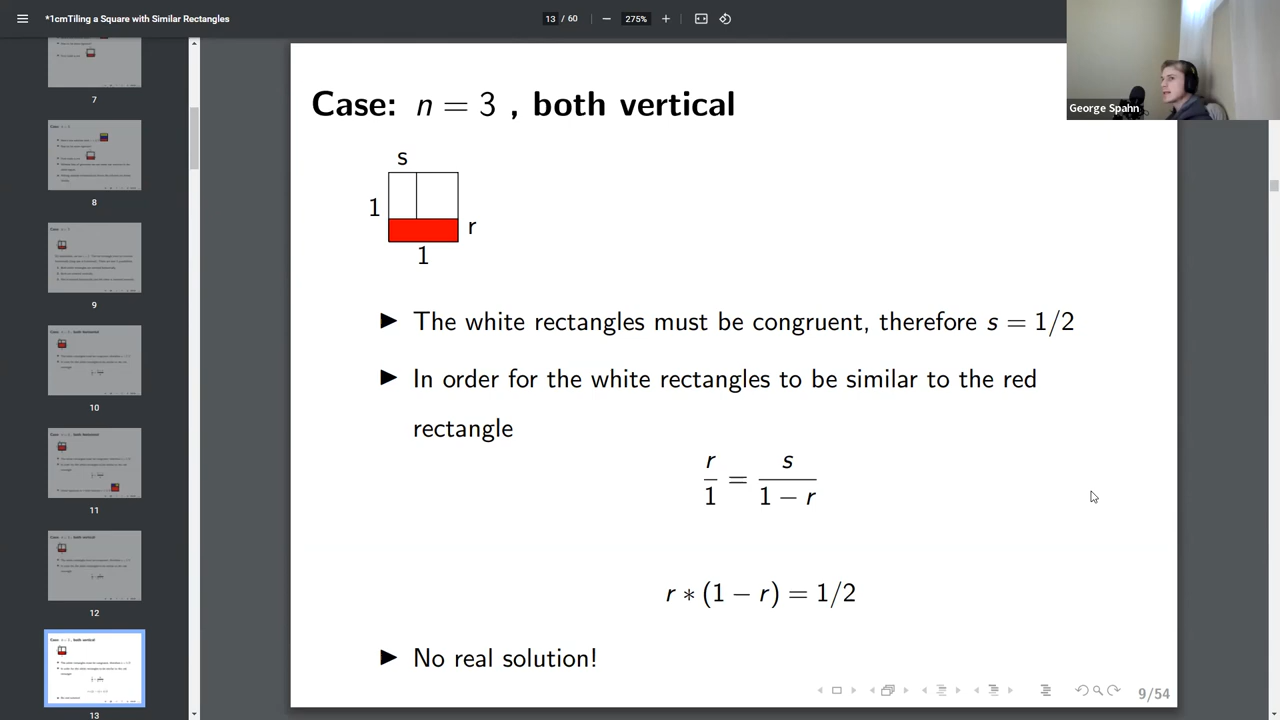 *1cmTiling a Square with Similar Rectangles
13 / 60
275%
George Spahn
7
8
9
10
11
12
13
Case: n = 3 , both vertical
s
1
r
1
▶ The white rectangles must be congruent, therefore s = 1/2
▶ In order for the white rectangles to be similar to the red
rectangle
r/1 = s/(1 − r)
r ∗ (1 − r) = 1/2
▶ No real solution!
9/54